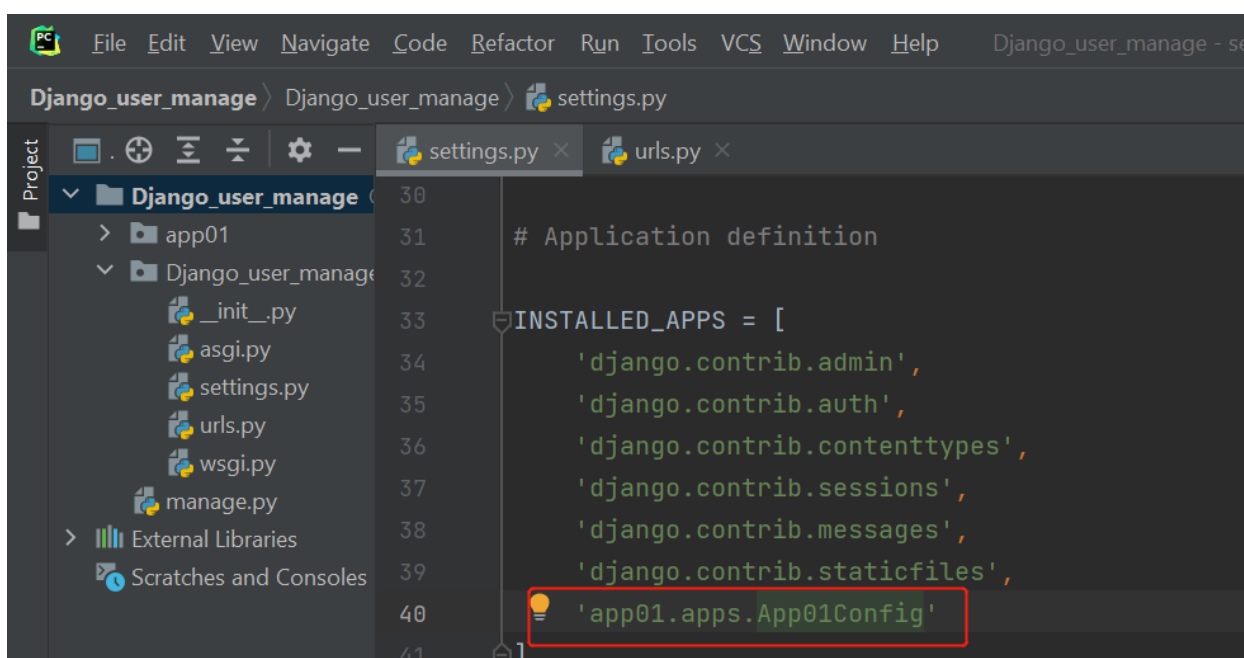 PC File Edit View Navigate Code Refactor Run Tools VCS Window Help Django_user_manage - se
Django_user_manage Django_user_manage settings.py
Project
settings.py urls.py
Django_user_manage
app01
Django_user_manage
__init__.py
asgi.py
settings.py
urls.py
wsgi.py
manage.py
External Libraries
Scratches and Consoles
30
31 # Application definition
32
33 INSTALLED_APPS = [
34 'django.contrib.admin',
35 'django.contrib.auth',
36 'django.contrib.contenttypes',
37 'django.contrib.sessions',
38 'django.contrib.messages',
39 'django.contrib.staticfiles',
40 'app01.apps.App01Config'
41 ]